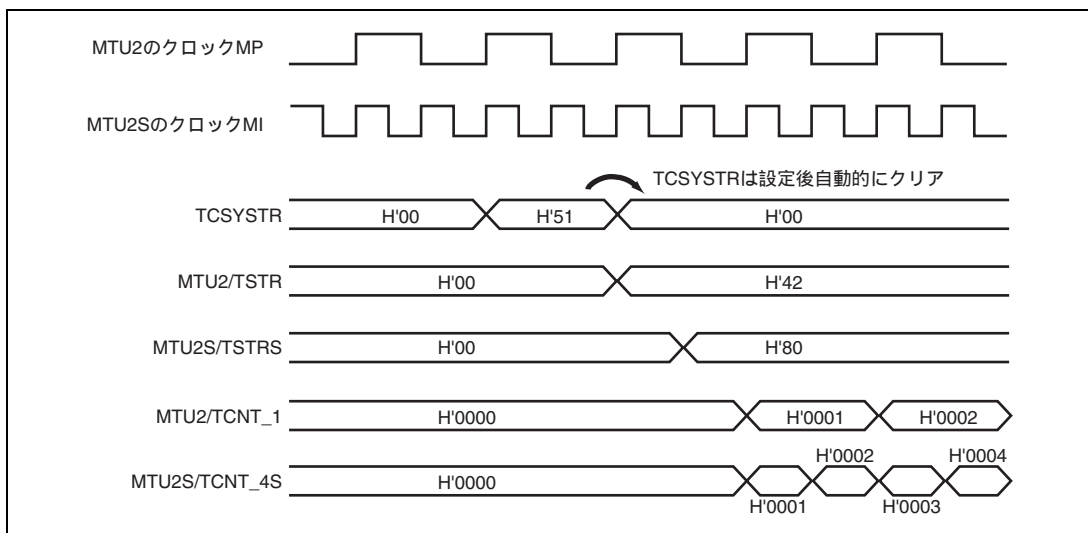 MTU2のクロックMP
MTU2SのクロックMI
TCSYSTRは設定後自動的にクリア
TCSYSTR H'00 H'51 H'00
MTU2/TSTR H'00 H'42
MTU2S/TSTRS H'00 H'80
MTU2/TCNT_1 H'0000 H'0001 H'0002
H'0002 H'0004
MTU2S/TCNT_4S H'0000
H'0001 H'0003